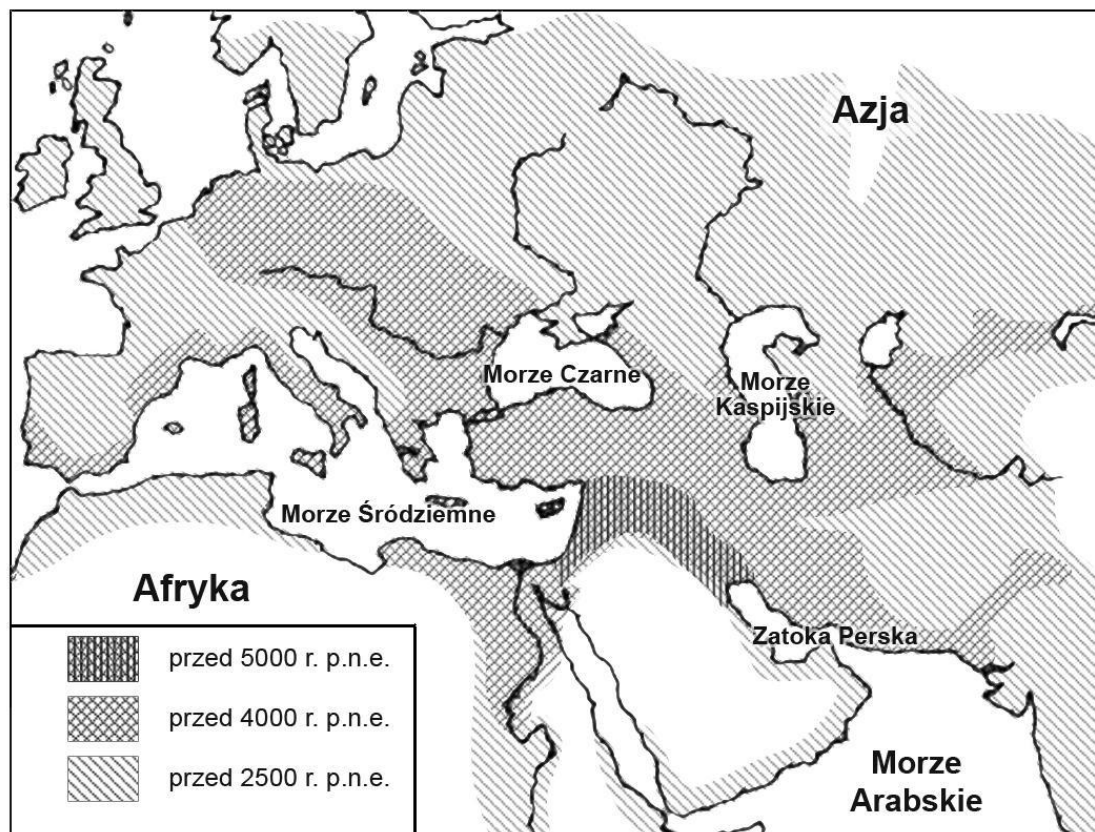 Azja
Morze Czarne
Morze
Kaspijskie
Morze Śródziemne
Afryka
Zatoka Perska
przed 5000 r. p.n.e.
przed 4000 r. p.n.e.
przed 2500 r. p.n.e.
Morze
Arabskie